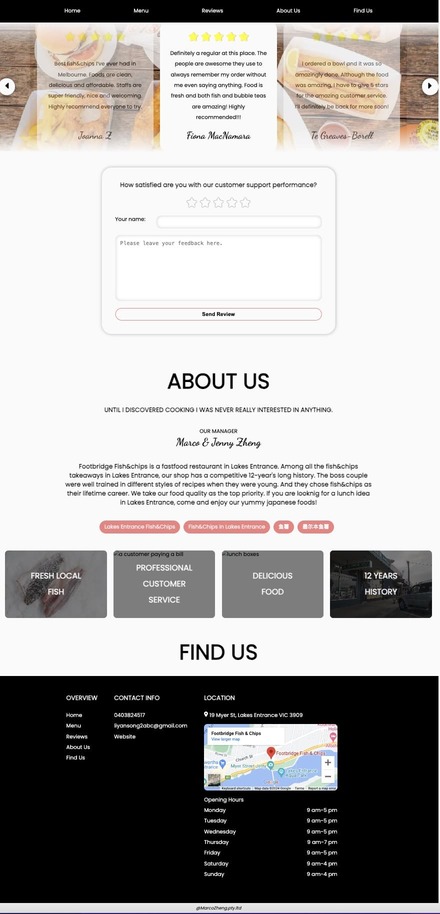 Home Menu Reviews About Us Find Us
Best fish&chips I've ever had in
Melbourne. Foods are clean,
delicious and affordable. Staffs are
super friendly, nice and welcoming.
Highly recommend everyone to try.
Joanna Z
Definitely a regular at this place. The
people are awesome they use to
always remember my order without
me even saying anything. Food is
fresh and both fish and bubble teas
are amazing! Highly
recommended!!!
Fiona MacNamara
I ordered a bowl and it was so
amazingly done. Although the food
was amazing, I have to give 5 stars
for the amazing customer service.
I'll definitely be back for more soon!
Te Greaves-Borell
How satisfied are you with our customer support performance?
Your name:
Please leave your feedback here…
Send Review
ABOUT US
UNTIL I DISCOVERED COOKING I WAS NEVER REALLY INTERESTED IN ANYTHING.
OUR MANAGER
Marco & Jenny Zheng
Footbridge Fish&chips is a fastfood restaurant in Lakes Entrance. Among all the fish&chips
takeaways in Lakes Entrance, our shop has a competitive 12-year's long history. The boss couple
were well trained in different styles of recipes when they were young. And they chose fish&chips
as their lifetime career. We take our food quality as the top priority. If you are looknig for a lunch idea
in Lakes Entrance, come and enjoy our yummy japanese foods!
Lakes Entrance Fish&Chips Fish&Chips in Lakes Entrance
FRESH LOCAL
FISH
a customer paying a bill
PROFESSIONAL
CUSTOMER
SERVICE
lunch boxes
DELICIOUS
FOOD
12 YEARS
HISTORY
FIND US
OVERVIEW
Home
Menu
Reviews
About Us
Find Us
CONTACT INFO
0403824517
liyansong2abc@gmail.com
Website
LOCATION
19 Myer St, Lakes Entrance VIC 3909
Footbridge Fish & Chips
View larger map
Footbridge Fish & Chips
Keyboard shortcuts Map data ©2024 Google Terms Report a map error
Opening Hours
Monday 9 am–5 pm
Tuesday 9 am–5 pm
Wednesday 9 am–5 pm
Thursday 9 am–7 pm
Friday 9 am–5 pm
Saturday 9 am–4 pm
Sunday 9 am–4 pm
@MarcoZheng.pty.ltd